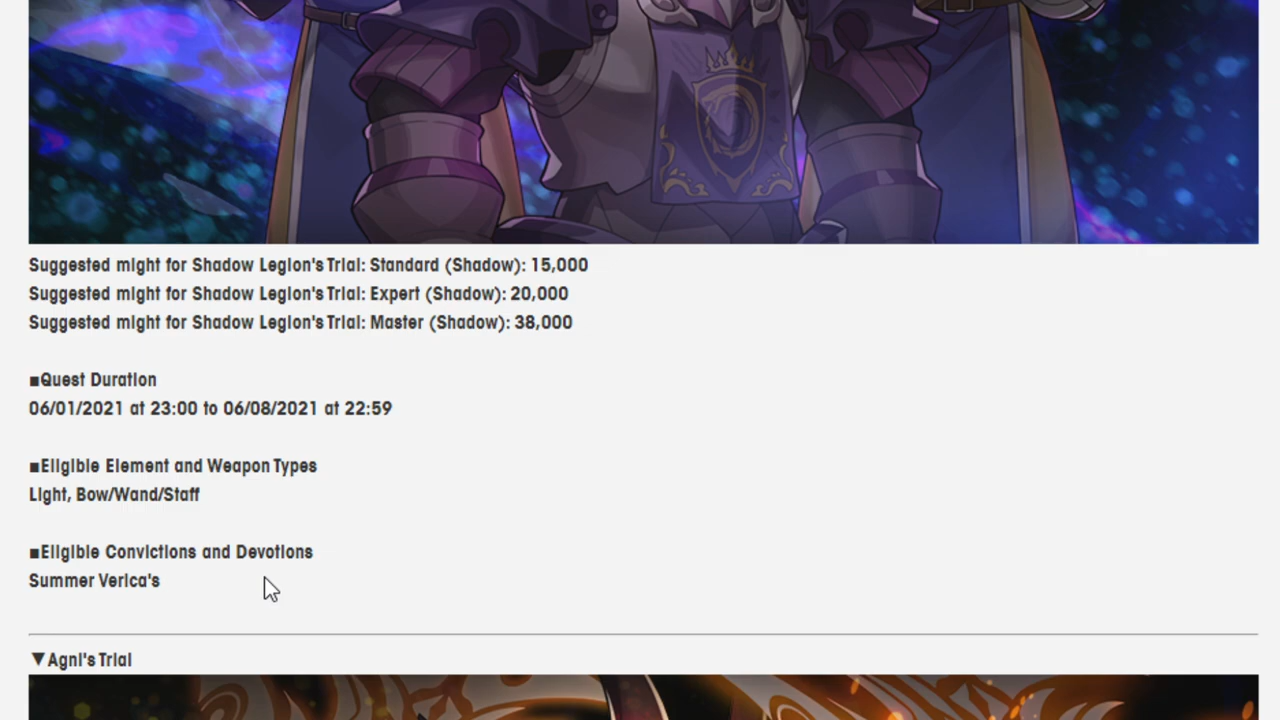 Suggested might for Shadow Legion's Trial: Standard (Shadow): 15,000
Suggested might for Shadow Legion's Trial: Expert (Shadow): 20,000
Suggested might for Shadow Legion's Trial: Master (Shadow): 38,000
■Quest Duration
06/01/2021 at 23:00 to 06/08/2021 at 22:59
■Eligible Element and Weapon Types
Light, Bow/Wand/Staff
■Eligible Convictions and Devotions
Summer Verica's
▼Agni's Trial